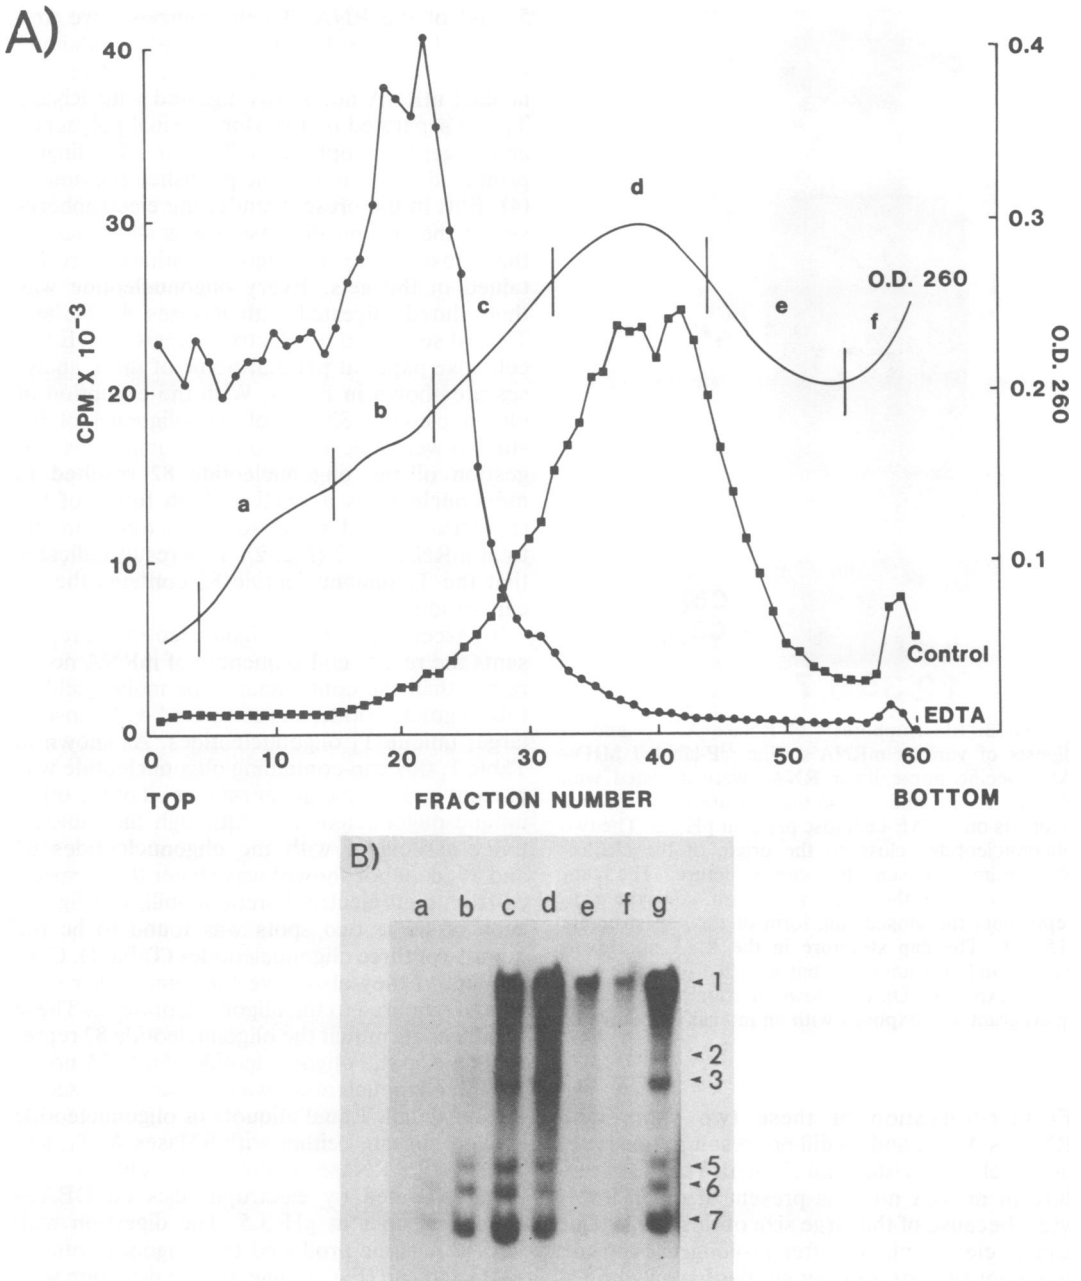 A)
40
30
20
10
0
CPM X 10⁻³
0.4
0.3
0.2
0.1
O.D. 260
a
b
c
d
e
f
O.D. 260
Control
EDTA
0 10 20 30 40 50 60
TOP FRACTION NUMBER BOTTOM
B)
a b c d e f g
1
2
3
5
6
7